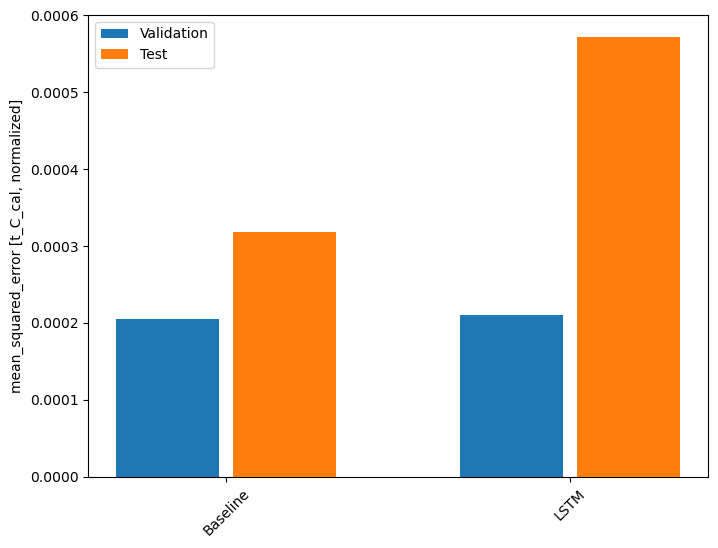 Validation
Test
mean_squared_error [t_C_cal, normalized]
0.0006
0.0005
0.0004
0.0003
0.0002
0.0001
0.0000
Baseline
LSTM